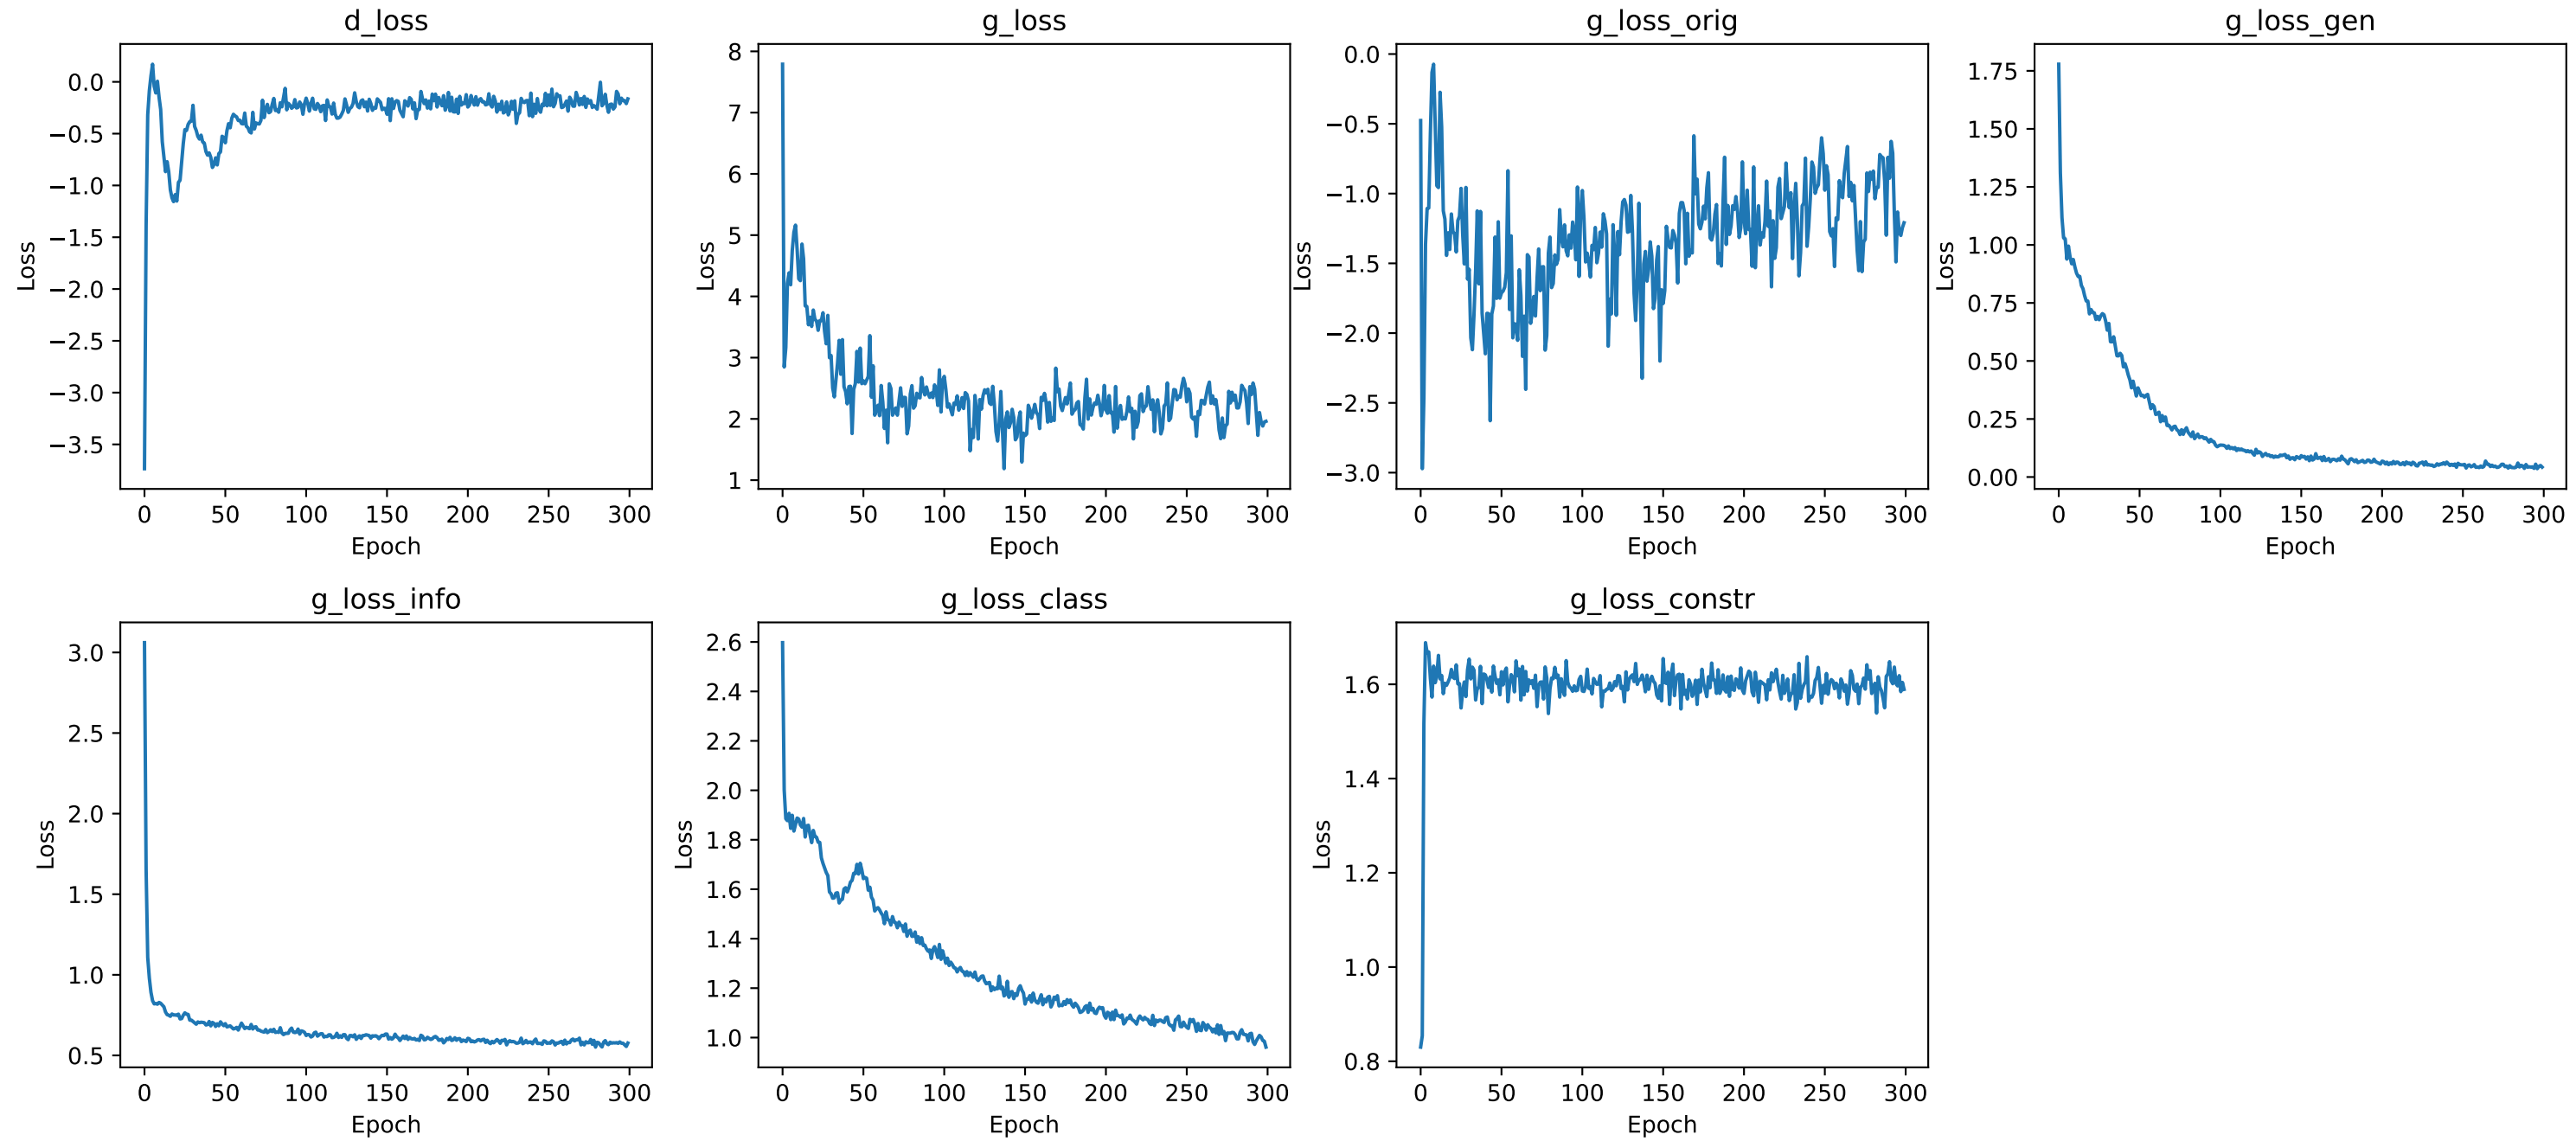 d_loss
0.0
−0.5
−1.0
−1.5
−2.0
−2.5
−3.0
−3.5
Loss
0 50 100 150 200 250 300
Epoch
g_loss
8
7
6
5
4
3
2
1
Loss
0 50 100 150 200 250 300
Epoch
g_loss_orig
0.0
−0.5
−1.0
−1.5
−2.0
−2.5
−3.0
Loss
0 50 100 150 200 250 300
Epoch
g_loss_gen
1.75
1.50
1.25
1.00
0.75
0.50
0.25
0.00
Loss
0 50 100 150 200 250 300
Epoch
g_loss_info
3.0
2.5
2.0
1.5
1.0
0.5
Loss
0 50 100 150 200 250 300
Epoch
g_loss_class
2.6
2.4
2.2
2.0
1.8
1.6
1.4
1.2
1.0
Loss
0 50 100 150 200 250 300
Epoch
g_loss_constr
1.6
1.4
1.2
1.0
0.8
Loss
0 50 100 150 200 250 300
Epoch